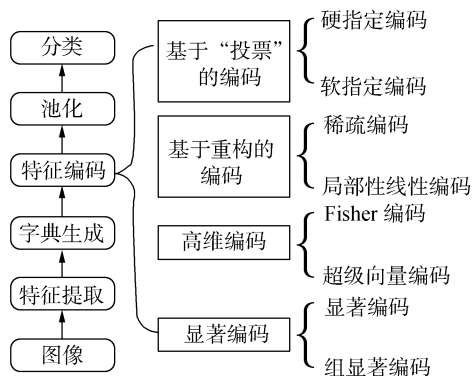 分类
池化
特征编码
字典生成
特征提取
图像
基于“投票”
的编码
硬指定编码
软指定编码
基于重构的
编码
稀疏编码
局部性线性编码
高维编码
Fisher 编码
超级向量编码
显著编码
显著编码
组显著编码